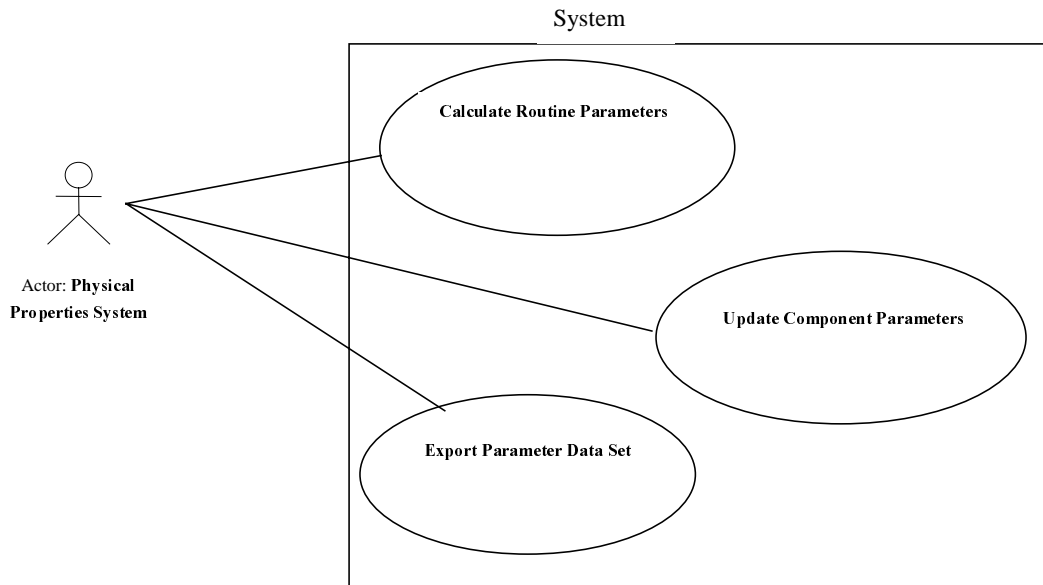 System
Calculate Routine Parameters
Actor: Physical
Properties System
Update Component Parameters
Export Parameter Data Set